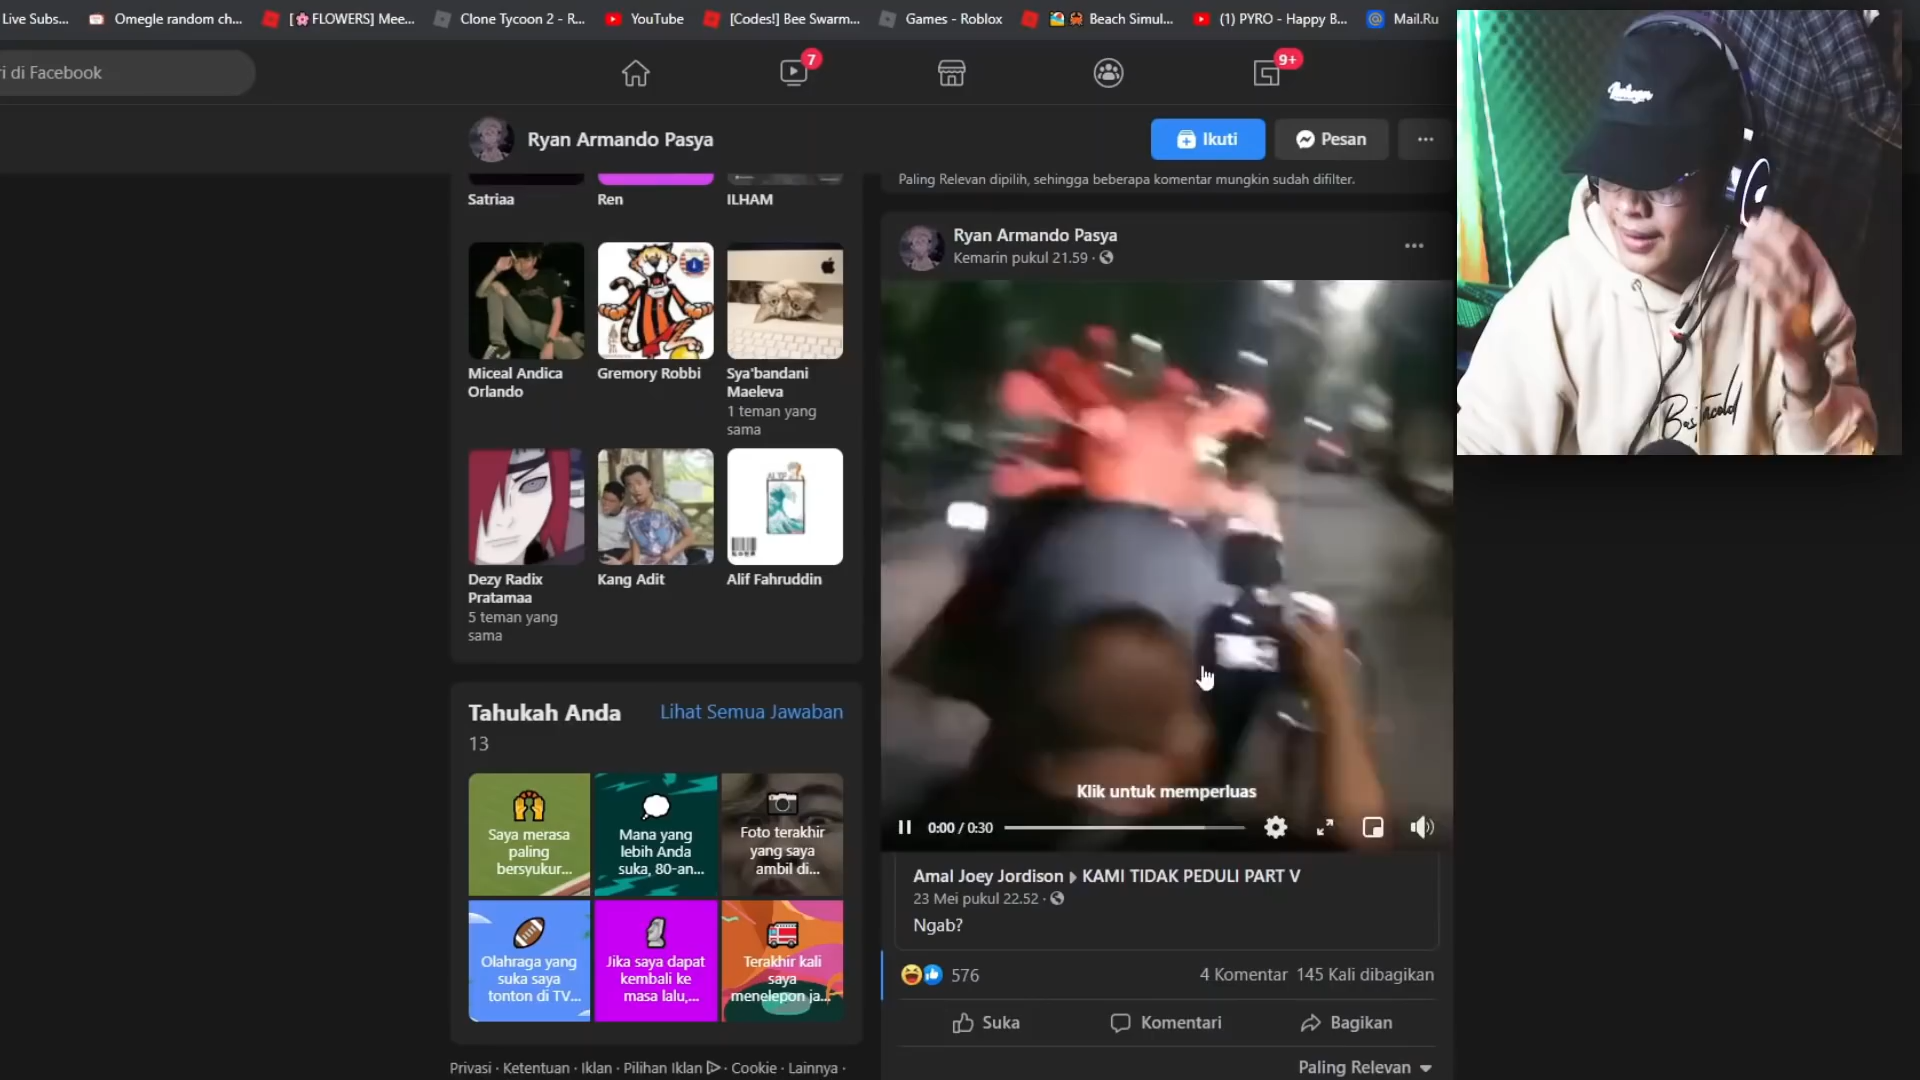 Live Subs...
Omegle random ch...
[🌸FLOWERS] Mee...
Clone Tycoon 2 - R...
YouTube
[Codes!] Bee Swarm...
Games - Roblox
🏖️🦀 Beach Simul...
(1) PYRO - Happy B...
Mail.Ru
ri di Facebook
7
9+
Ryan Armando Pasya
Ikuti
Pesan
Satriaa
Ren
ILHAM
Miceal Andica
Orlando
Gremory Robbi
Sya'bandani
Maeleva
1 teman yang
sama
Dezy Radix
Pratamaa
5 teman yang
sama
Kang Adit
Alif Fahruddin
Tahukah Anda
Lihat Semua Jawaban
13
Saya merasa
paling
bersyukur...
Mana yang
lebih Anda
suka, 80-an...
Foto terakhir
yang saya
ambil di...
Olahraga yang
suka saya
tonton di TV...
Jika saya dapat
kembali ke
masa lalu,...
Terakhir kali
saya
menelepon ja...
Privasi · Ketentuan · Iklan · Pilihan Iklan · Cookie · Lainnya ·
Paling Relevan dipilih, sehingga beberapa komentar mungkin sudah difilter.
Ryan Armando Pasya
Kemarin pukul 21.59 ·
Klik untuk memperluas
0:00 / 0:30
Amal Joey Jordison ▸ KAMI TIDAK PEDULI PART V
23 Mei pukul 22.52 ·
Ngab?
576
4 Komentar 145 Kali dibagikan
Suka
Komentari
Bagikan
Paling Relevan